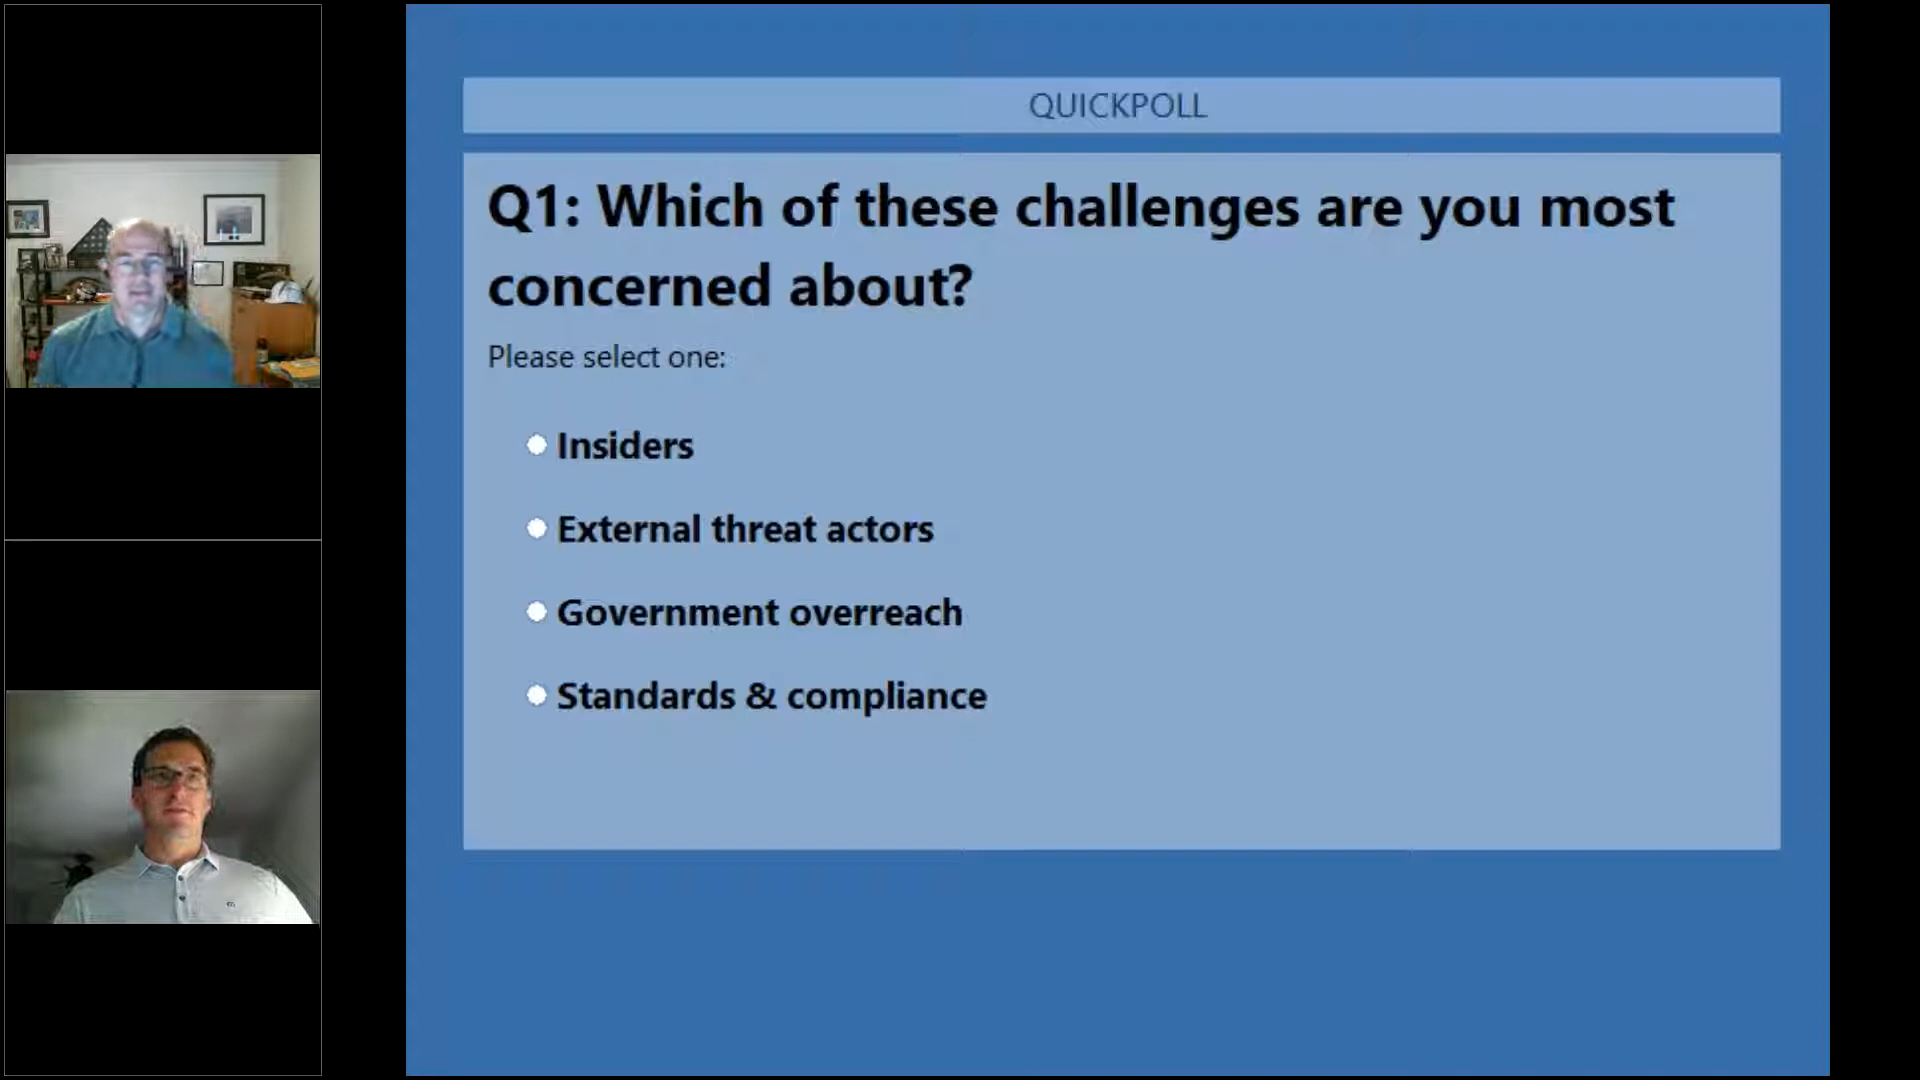 QUICKPOLL
Q1: Which of these challenges are you most
concerned about?
Please select one:
Insiders
External threat actors
Government overreach
Standards & compliance